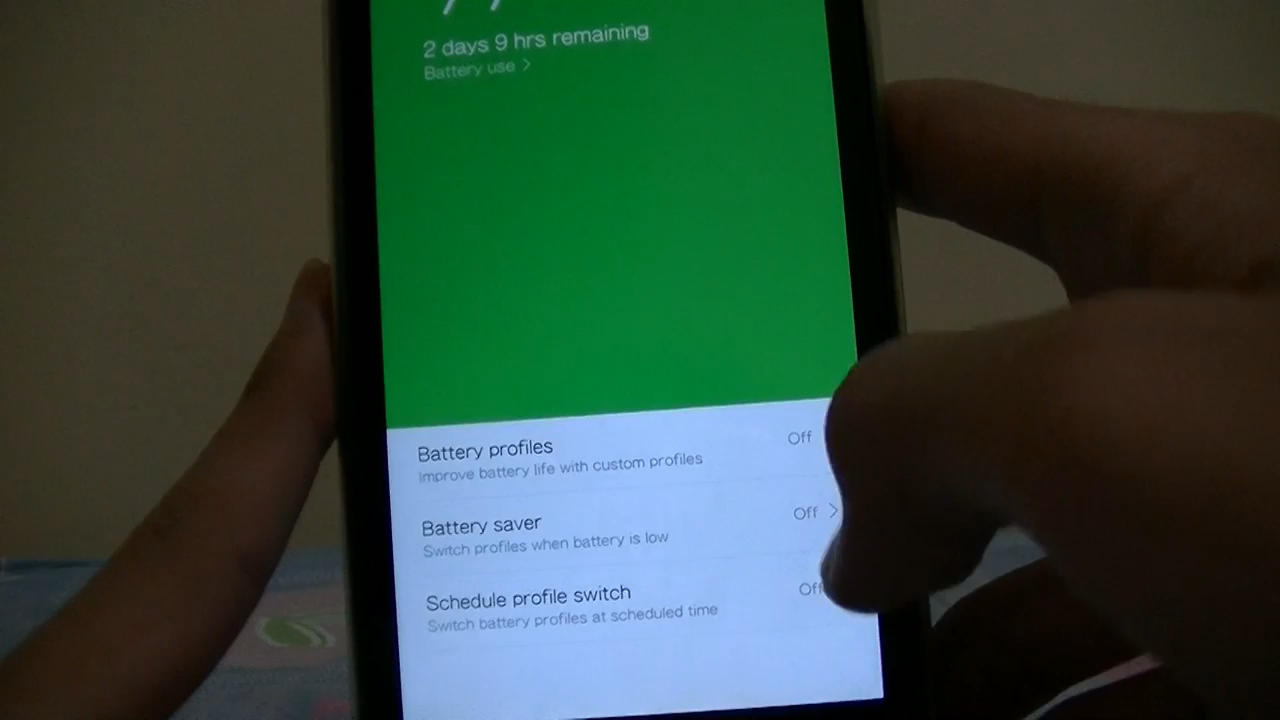 2 days 9 hrs remaining
Battery use >
Battery profiles
Improve battery life with custom profiles
Off
Battery saver
Switch profiles when battery is low
Off >
Schedule profile switch
Switch battery profiles at scheduled time
Off